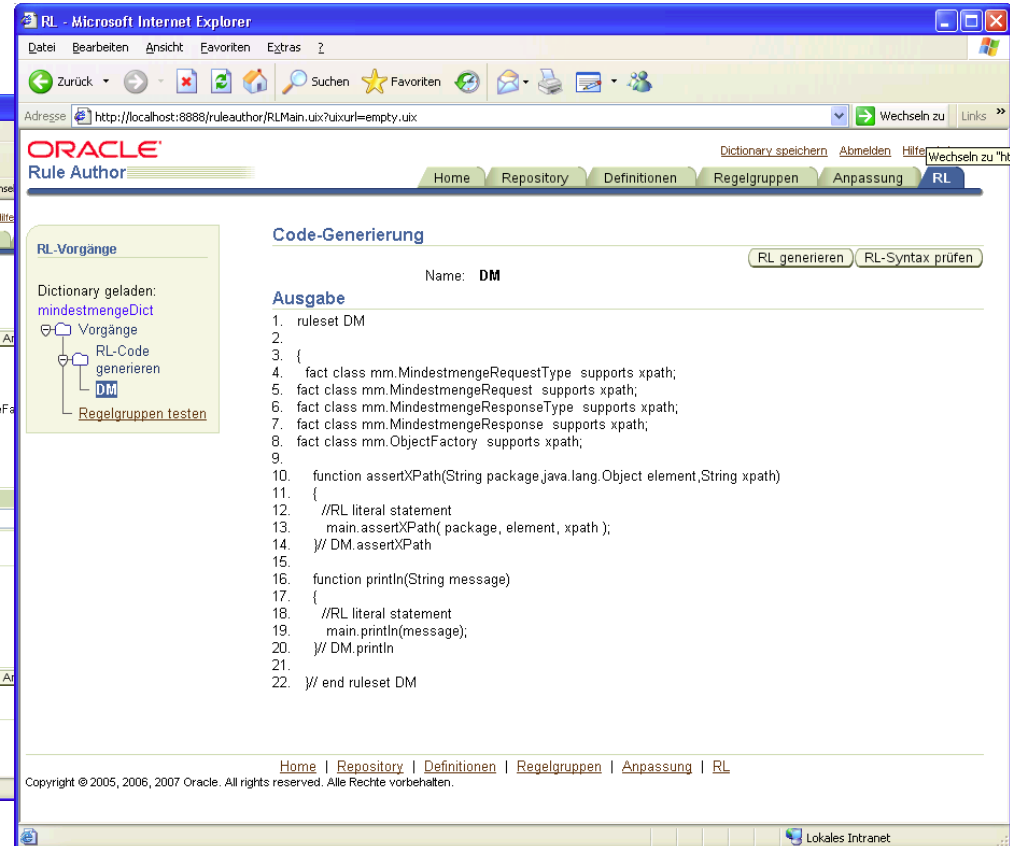 RL - Microsoft Internet Explorer
Datei Bearbeiten Ansicht Favoriten Extras ?
Zurück Suchen Favoriten
Adresse http://localhost:8888/ruleauthor/RLMain.uix?uixurl=empty.uix Wechseln zu Links »
ORACLE
Rule Author
Dictionary speichern Abmelden Hilfe
Wechseln zu "ht
Home Repository Definitionen Regelgruppen Anpassung RL
RL-Vorgänge
Dictionary geladen:
mindestmengeDict
Vorgänge
RL-Code
generieren
DM
Regelgruppen testen
Code-Generierung
RL generieren RL-Syntax prüfen
Name: DM
Ausgabe
1. ruleset DM
2.
3. {
4. fact class mm.MindestmengeRequestType supports xpath;
5. fact class mm.MindestmengeRequest supports xpath;
6. fact class mm.MindestmengeResponseType supports xpath;
7. fact class mm.MindestmengeResponse supports xpath;
8. fact class mm.ObjectFactory supports xpath;
9.
10. function assertXPath(String package,java.lang.Object element,String xpath)
11. {
12. //RL literal statement
13. main.assertXPath( package, element, xpath );
14. }// DM.assertXPath
15.
16. function println(String message)
17. {
18. //RL literal statement
19. main.println(message);
20. }// DM.println
21.
22. }// end ruleset DM
Home | Repository | Definitionen | Regelgruppen | Anpassung | RL
Copyright © 2005, 2006, 2007 Oracle. All rights reserved. Alle Rechte vorbehalten.
Lokales Intranet